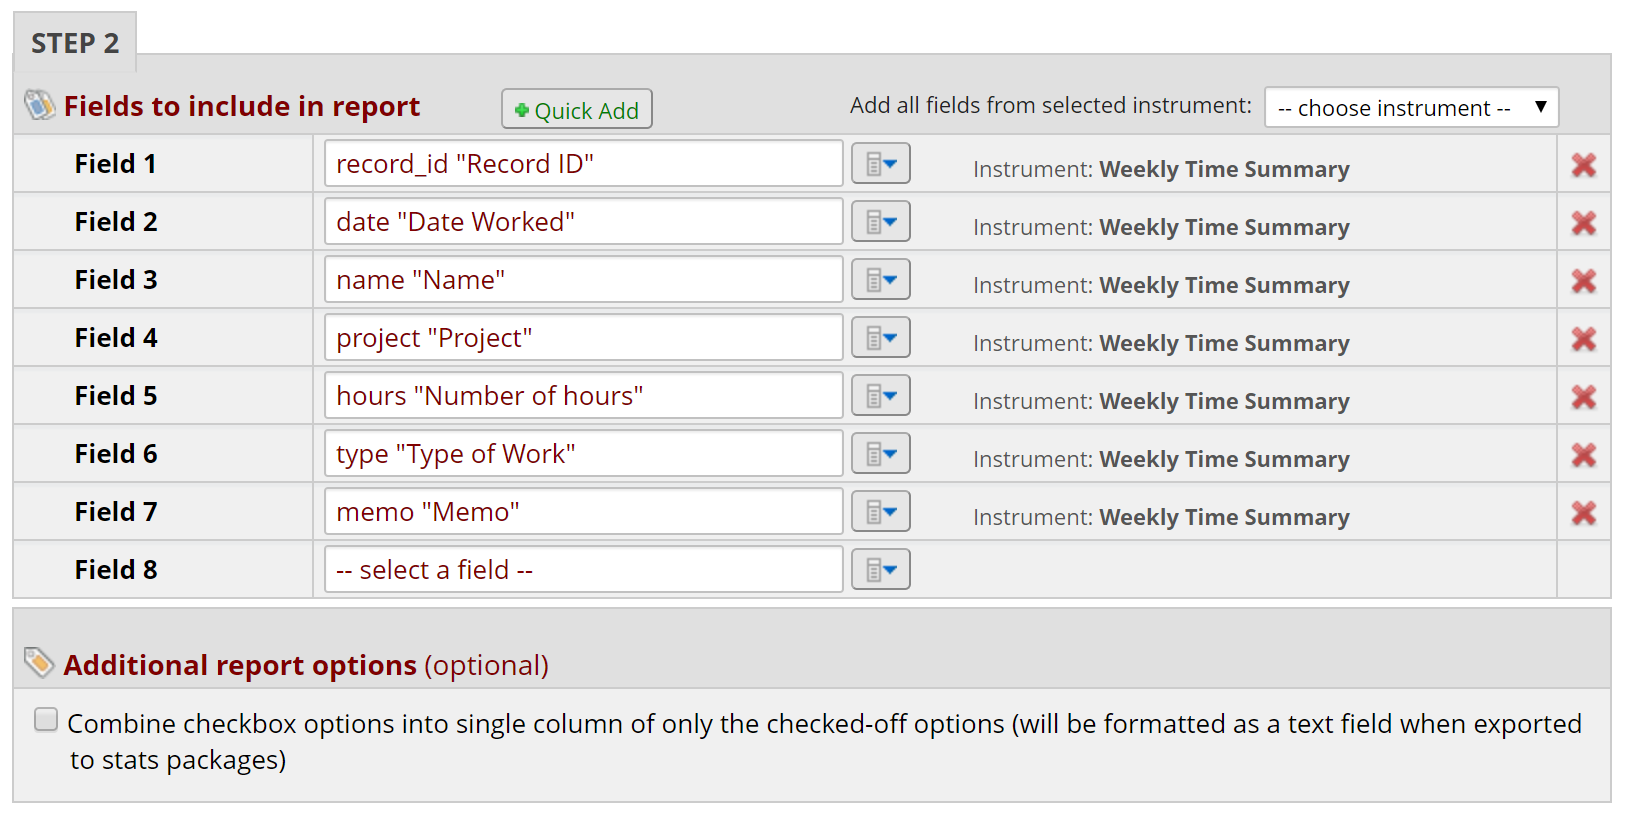 STEP 2
Fields to include in report
Quick Add
Add all fields from selected instrument:
-- choose instrument --
Field 1 record_id "Record ID" Instrument: Weekly Time Summary
Field 2 date "Date Worked" Instrument: Weekly Time Summary
Field 3 name "Name" Instrument: Weekly Time Summary
Field 4 project "Project" Instrument: Weekly Time Summary
Field 5 hours "Number of hours" Instrument: Weekly Time Summary
Field 6 type "Type of Work" Instrument: Weekly Time Summary
Field 7 memo "Memo" Instrument: Weekly Time Summary
Field 8 -- select a field --
Additional report options (optional)
Combine checkbox options into single column of only the checked-off options (will be formatted as a text field when exported
to stats packages)